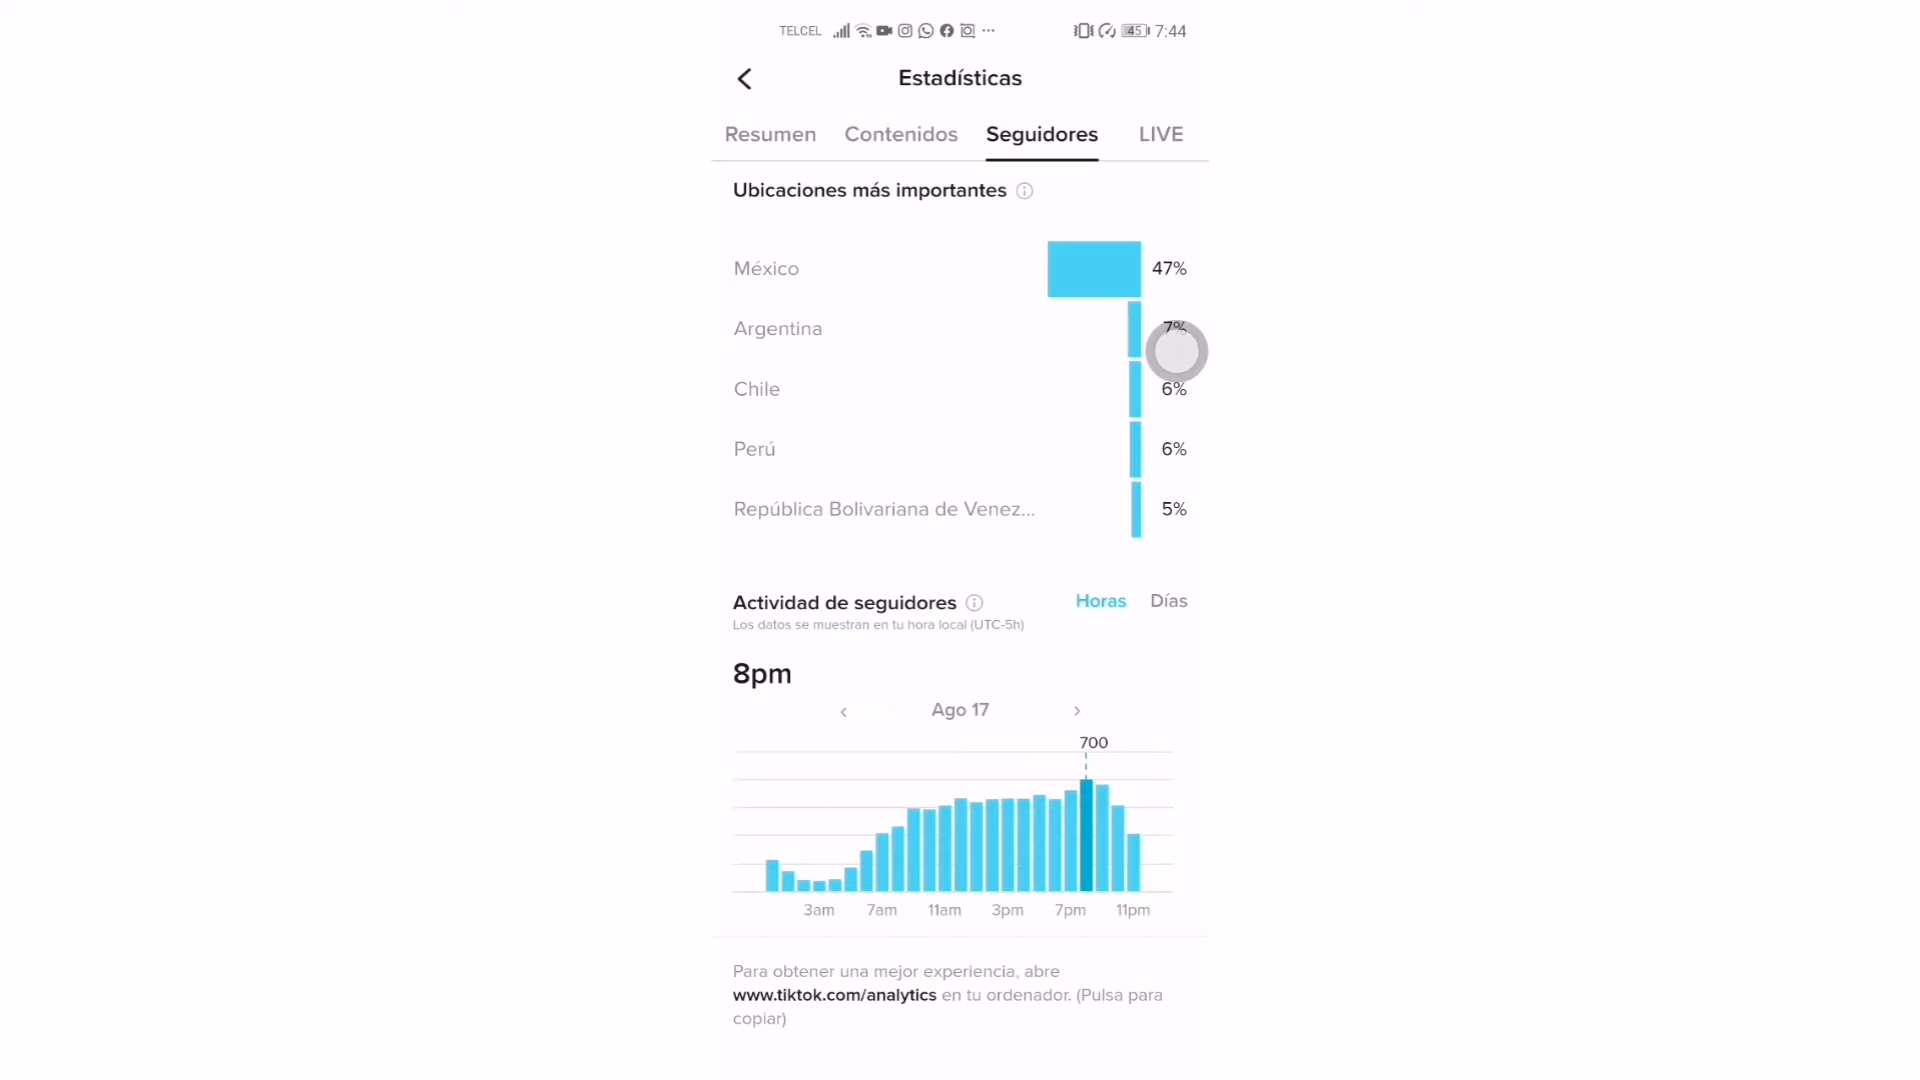 TELCEL 45 7:44
Estadísticas
Resumen Contenidos Seguidores LIVE
Ubicaciones más importantes
México 47%
Argentina 7%
Chile 6%
Perú 6%
República Bolivariana de Venez... 5%
Actividad de seguidores Horas Días
Los datos se muestran en tu hora local (UTC-5h)
8pm
Ago 17
700
3am 7am 11am 3pm 7pm 11pm
Para obtener una mejor experiencia, abre
www.tiktok.com/analytics en tu ordenador. (Pulsa para
copiar)